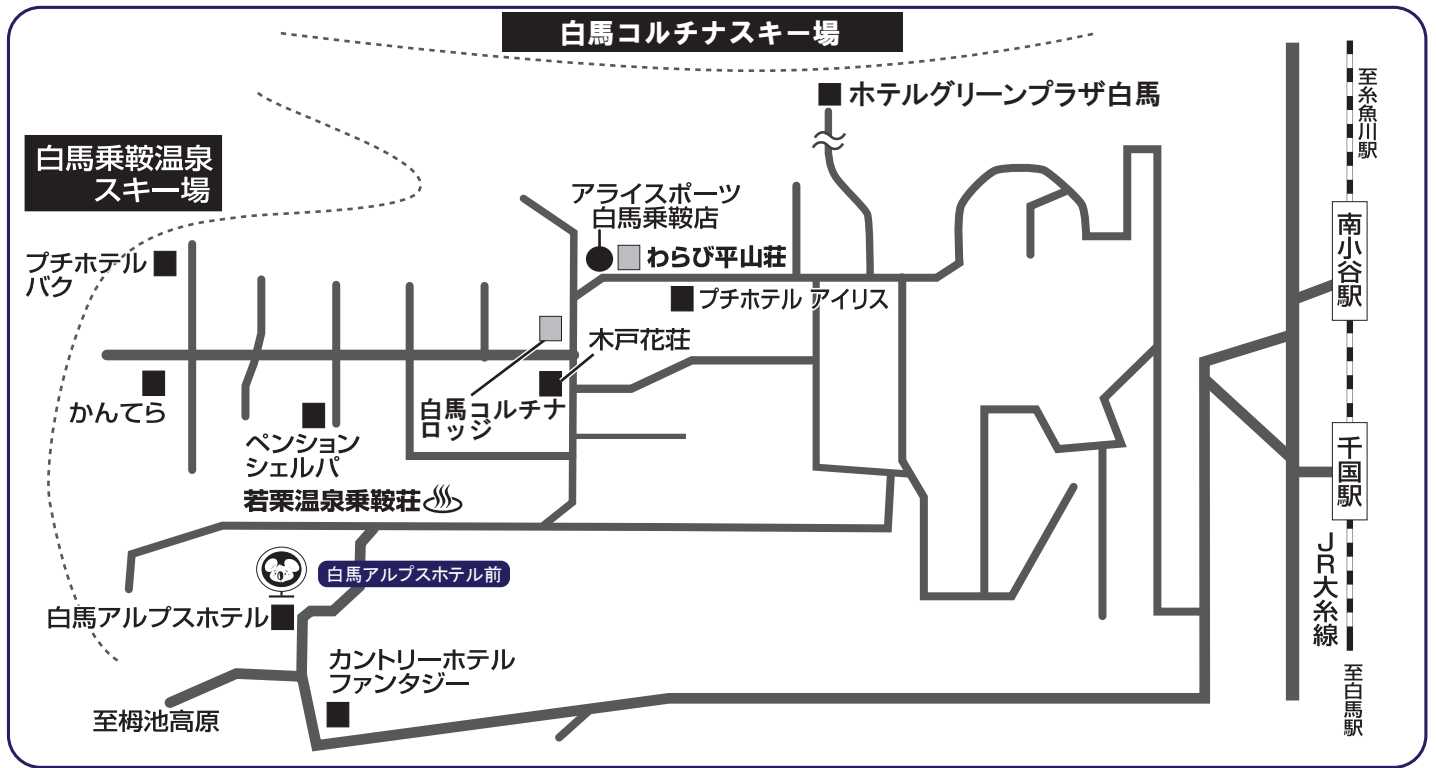 白馬コルチナスキー場
ホテルグリーンプラザ白馬
至糸魚川駅
白馬乗鞍温泉
スキー場
アライスポーツ
白馬乗鞍店
わらび平山荘
南小谷駅
プチホテル
バク
プチホテル アイリス
木戸花荘
かんてら
白馬コルチナ
ロッジ
ペンション
シェルパ
千国駅
若栗温泉乗鞍荘
JR大糸線
白馬アルプスホテル前
白馬アルプスホテル
カントリーホテル
ファンタジー
至栂池高原
至白馬駅